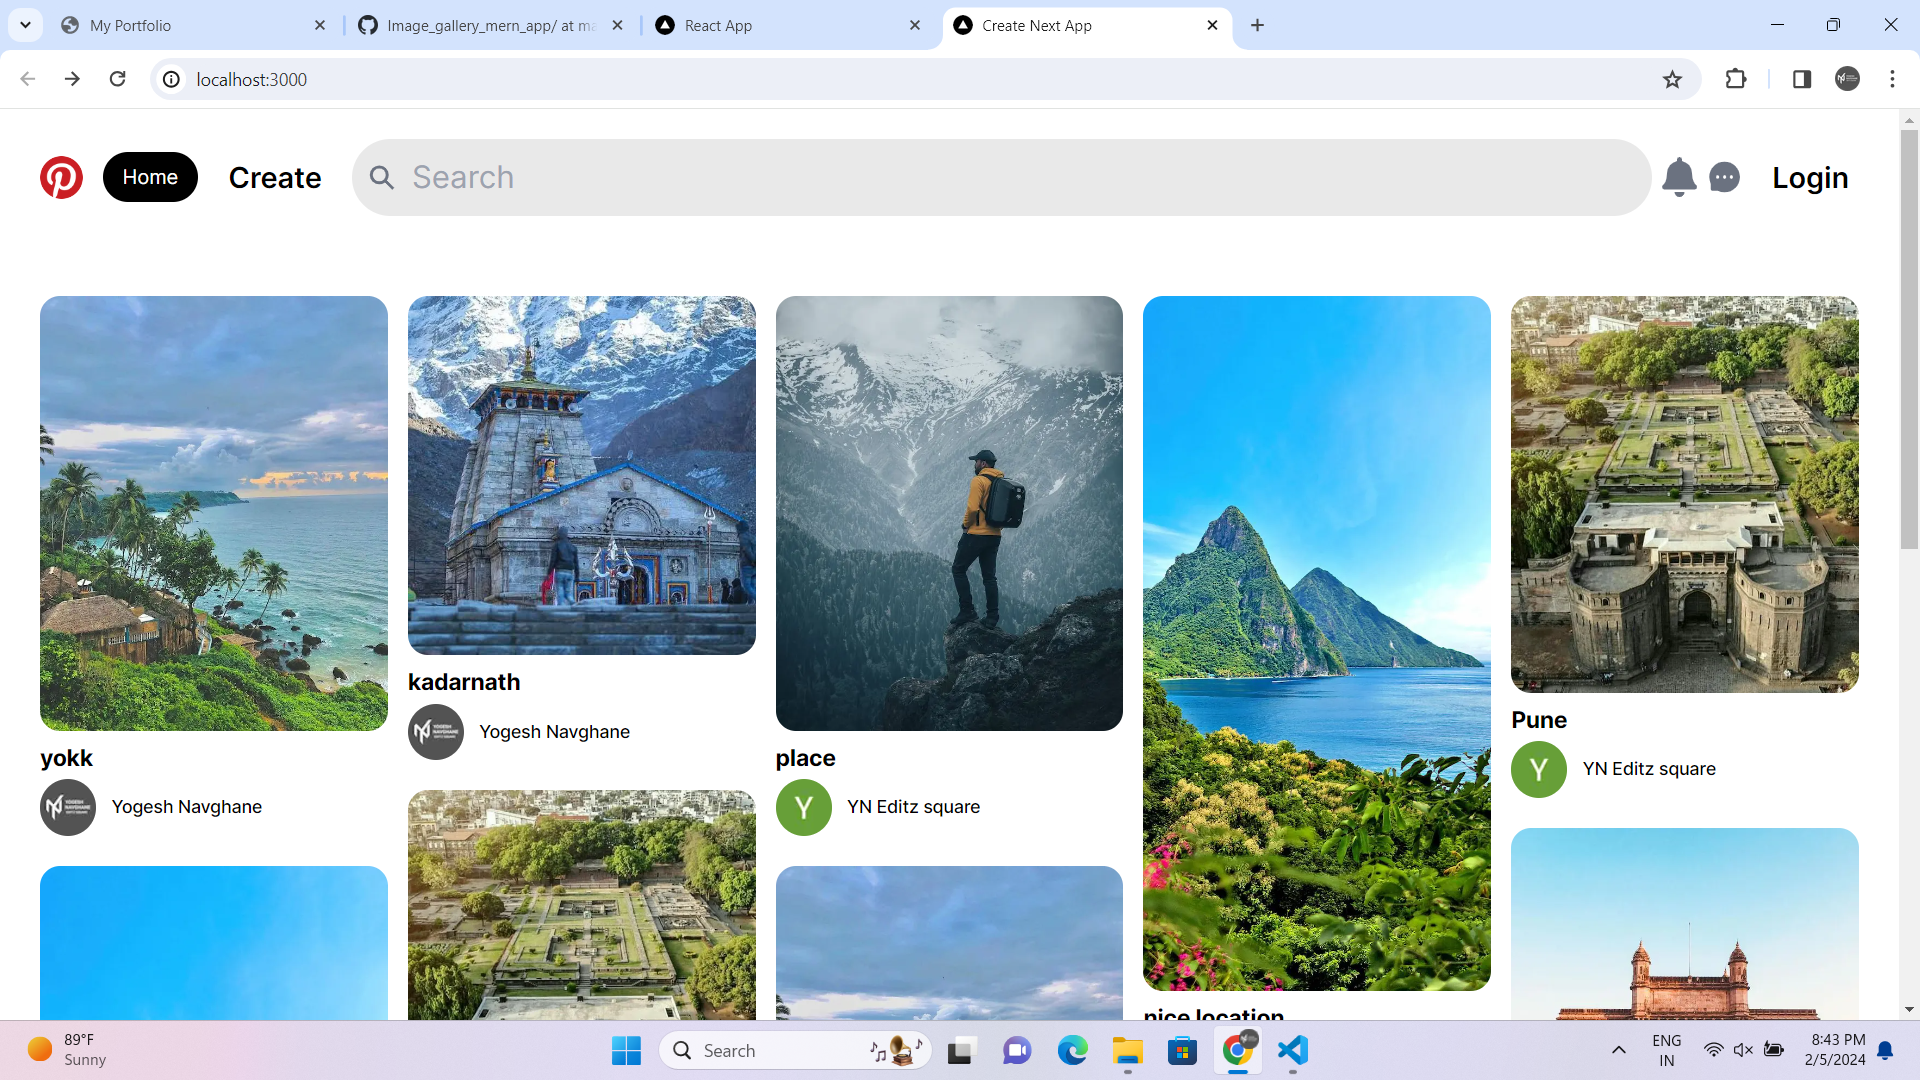 My Portfolio
Image_gallery_mern_app/ at ma
React App
Create Next App
localhost:3000
Home
Create
Search
Login
kadarnath
Yogesh Navghane
Pune
YN Editz square
yokk
Yogesh Navghane
place
Y
YN Editz square
Y
nice location
89°F
Sunny
Search
ENG
IN
8:43 PM
2/5/2024